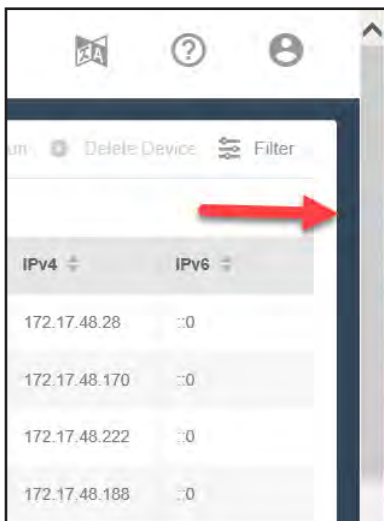 Delete Device Filter
IPv4 IPv6
172.17.48.28 ::0
172.17.48.170 ::0
172.17.48.222 ::0
172.17.48.188 ::0